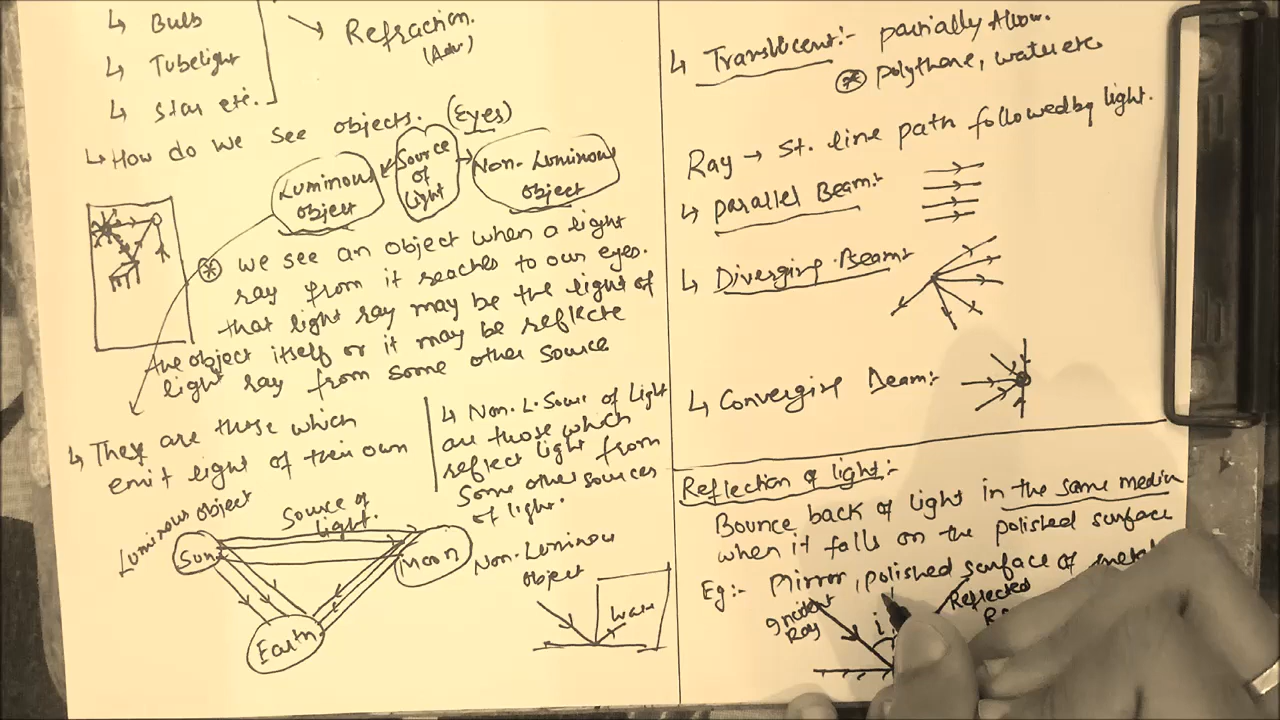 ↳ Bulb
↳ Tubelight
↳ Star etc.
Refraction.
↳ How do we see objects. (Eyes)
Luminous object
Source of light
Non-Luminous object
* we see an object when a light
ray from it reaches to our eyes.
that light ray may be the light of
the object itself or it may be reflecte
light ray from some other source
↳ They are those which
emit light of their own
↳ Non. L. Sourc of Light
are those which
reflect light from
Some other sources
of light.
Luminous object
Source of
light.
Sun
Moon
Earth
Non-Luminous
object
Wate
↳ Translucent:- partially Allow.
* polythane, water etc
Ray → St. line path followed by light.
↳ parallel Beam:-
↳ Diverging Beam:-
↳ Converging Beam:-
Reflection of light:-
Bounce back of light in the same mediu
when it falls on the polished surface
Eg:- Mirror, polished surface of metal
Incident
Ray
i
Reflected
R